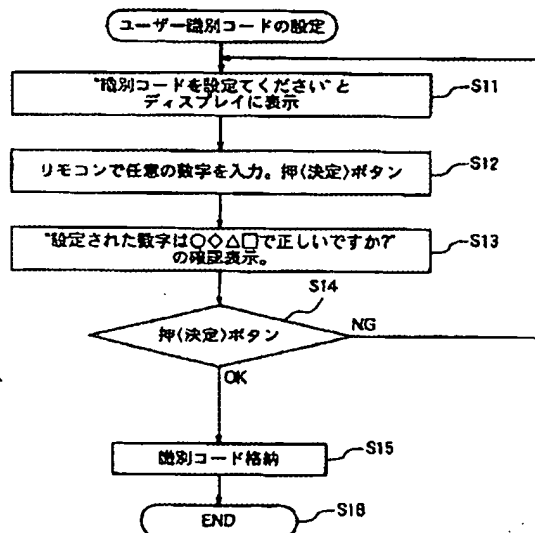 ユーザー識別コードの設定
"識別コードを設定てください"と
ディスプレイに表示
S11
リモコンで任意の数字を入力。押〈決定〉ボタン
S12
"設定された数字は○◇△□で正しいですか?"
の確認表示。
S13
S14
押〈決定〉ボタン
NG
OK
識別コード格納
S15
END
S16